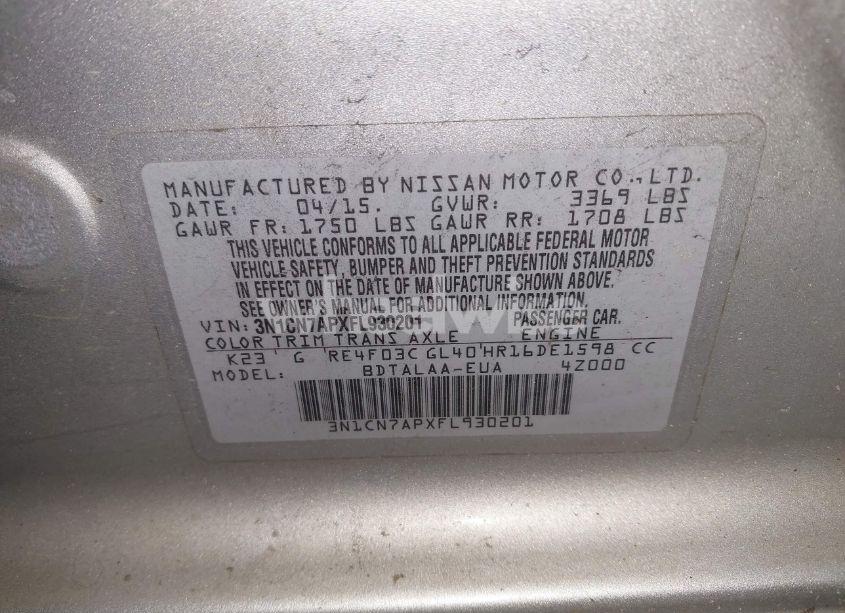 MANUFACTURED BY NISSAN MOTOR CO., LTD.
DATE: 04/15. GVWR: 3369 LBS
GAWR FR: 1750 LBS GAWR RR: 1708 LBS
THIS VEHICLE CONFORMS TO ALL APPLICABLE FEDERAL MOTOR
VEHICLE SAFETY, BUMPER AND THEFT PREVENTION STANDARDS
IN EFFECT ON THE DATE OF MANUFACTURE SHOWN ABOVE.
SEE OWNER'S MANUAL FOR ADDITIONAL INFORMATION.
VIN: 3N1CN7APXFL930201 PASSENGER CAR.
COLOR TRIM TRANS AXLE ENGINE
K23 G RE4F03C GL40 HR16DE1598 CC
MODEL: BDTALAA-EUA 4Z000
3N1CN7APXFL930201